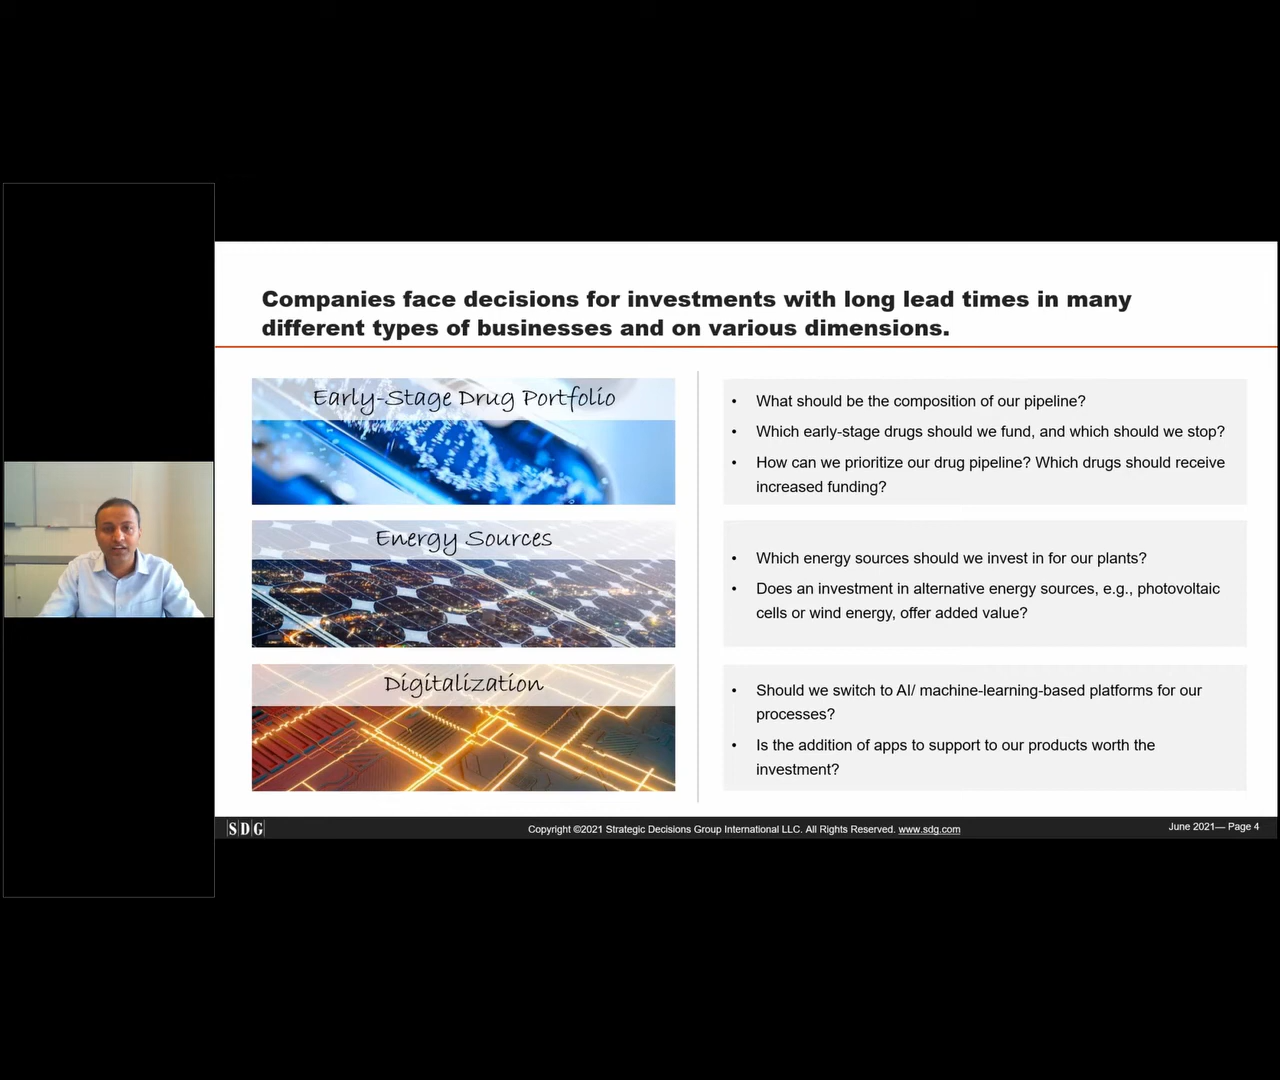 Companies face decisions for investments with long lead times in many
different types of businesses and on various dimensions.
Early-Stage Drug Portfolio
• What should be the composition of our pipeline?
• Which early-stage drugs should we fund, and which should we stop?
• How can we prioritize our drug pipeline? Which drugs should receive
increased funding?
Energy Sources
• Which energy sources should we invest in for our plants?
• Does an investment in alternative energy sources, e.g., photovoltaic
cells or wind energy, offer added value?
Digitalization
• Should we switch to AI/ machine-learning-based platforms for our
processes?
• Is the addition of apps to support to our products worth the
investment?
SDG
Copyright ©2021 Strategic Decisions Group International LLC. All Rights Reserved. www.sdg.com
June 2021— Page 4